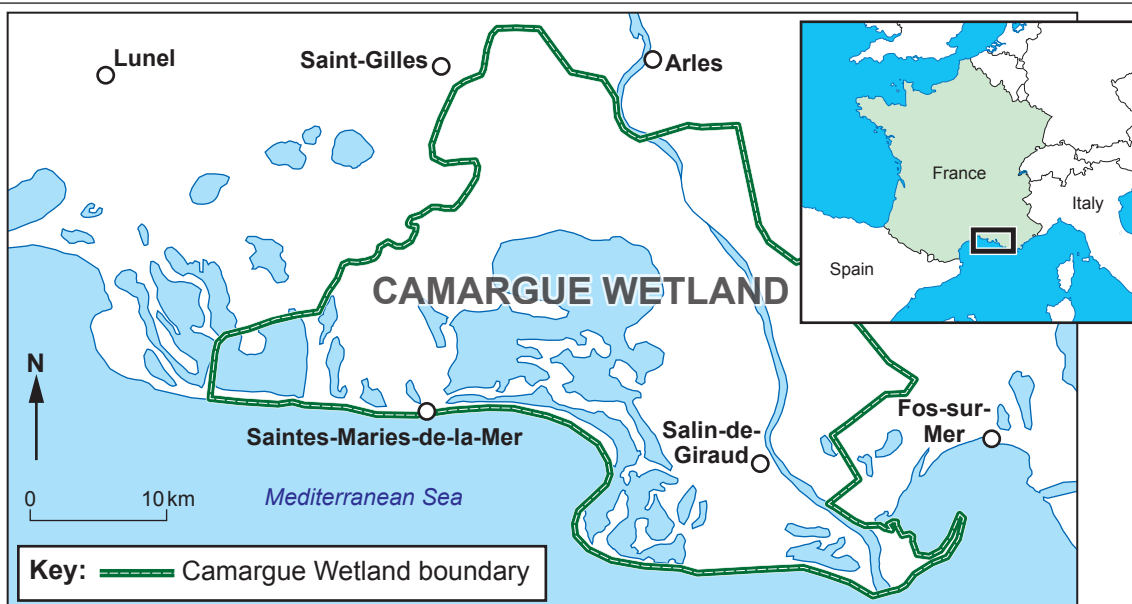 Lunel
Saint-Gilles
Arles
France
Italy
Spain
CAMARGUE WETLAND
N
Fos-sur-
Mer
Saintes-Maries-de-la-Mer
Salin-de-
Giraud
0 10 km
Mediterranean Sea
Key: Camargue Wetland boundary